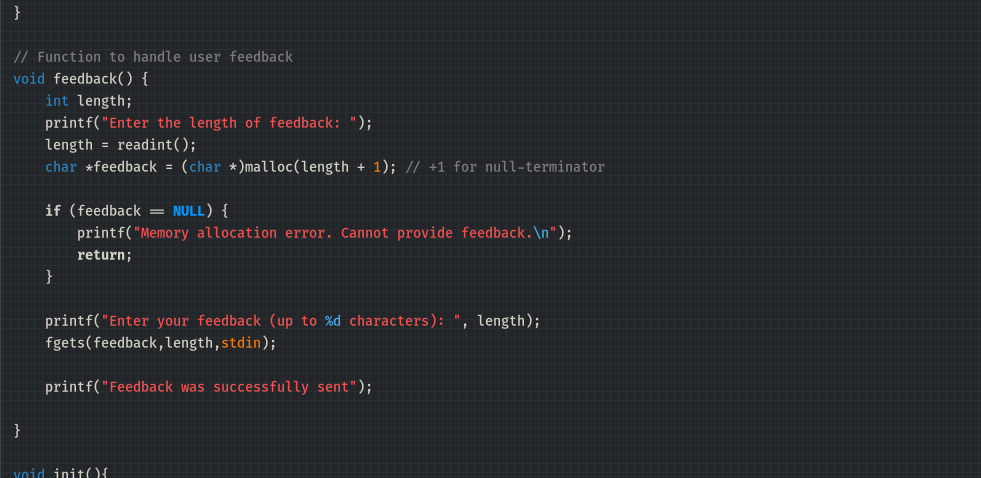 }
// Function to handle user feedback
void feedback() {
    int length;
    printf("Enter the length of feedback: ");
    length = readint();
    char *feedback = (char *)malloc(length + 1); // +1 for null-terminator
    if (feedback == NULL) {
        printf("Memory allocation error. Cannot provide feedback.\n");
        return;
    }
    printf("Enter your feedback (up to %d characters): ", length);
    fgets(feedback,length,stdin);
    printf("Feedback was successfully sent");
}
void init(){